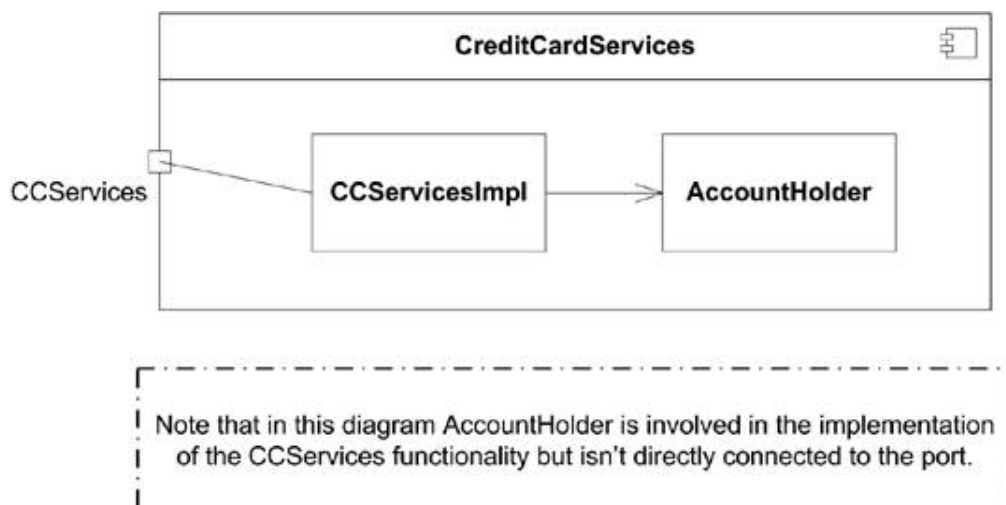 CreditCardServices
CCServices
CCServicesImpl
AccountHolder
Note that in this diagram AccountHolder is involved in the implementation
of the CCServices functionality but isn't directly connected to the port.